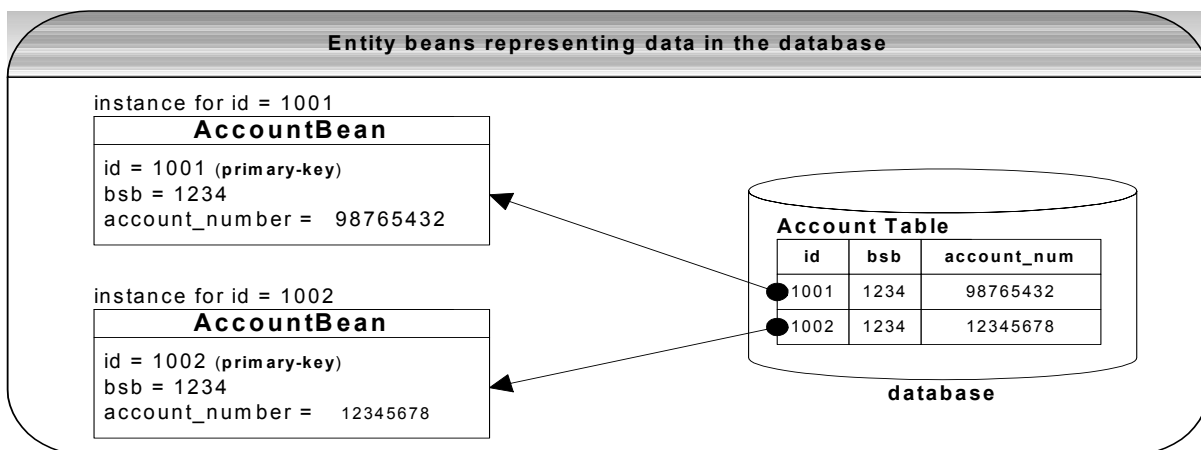 Entity beans representing data in the database
instance for id = 1001
AccountBean
id = 1001 (primary-key)
bsb = 1234
account_number = 98765432
instance for id = 1002
AccountBean
id = 1002 (primary-key)
bsb = 1234
account_number = 12345678
Account Table
id bsb account_num
1001 1234 98765432
1002 1234 12345678
database